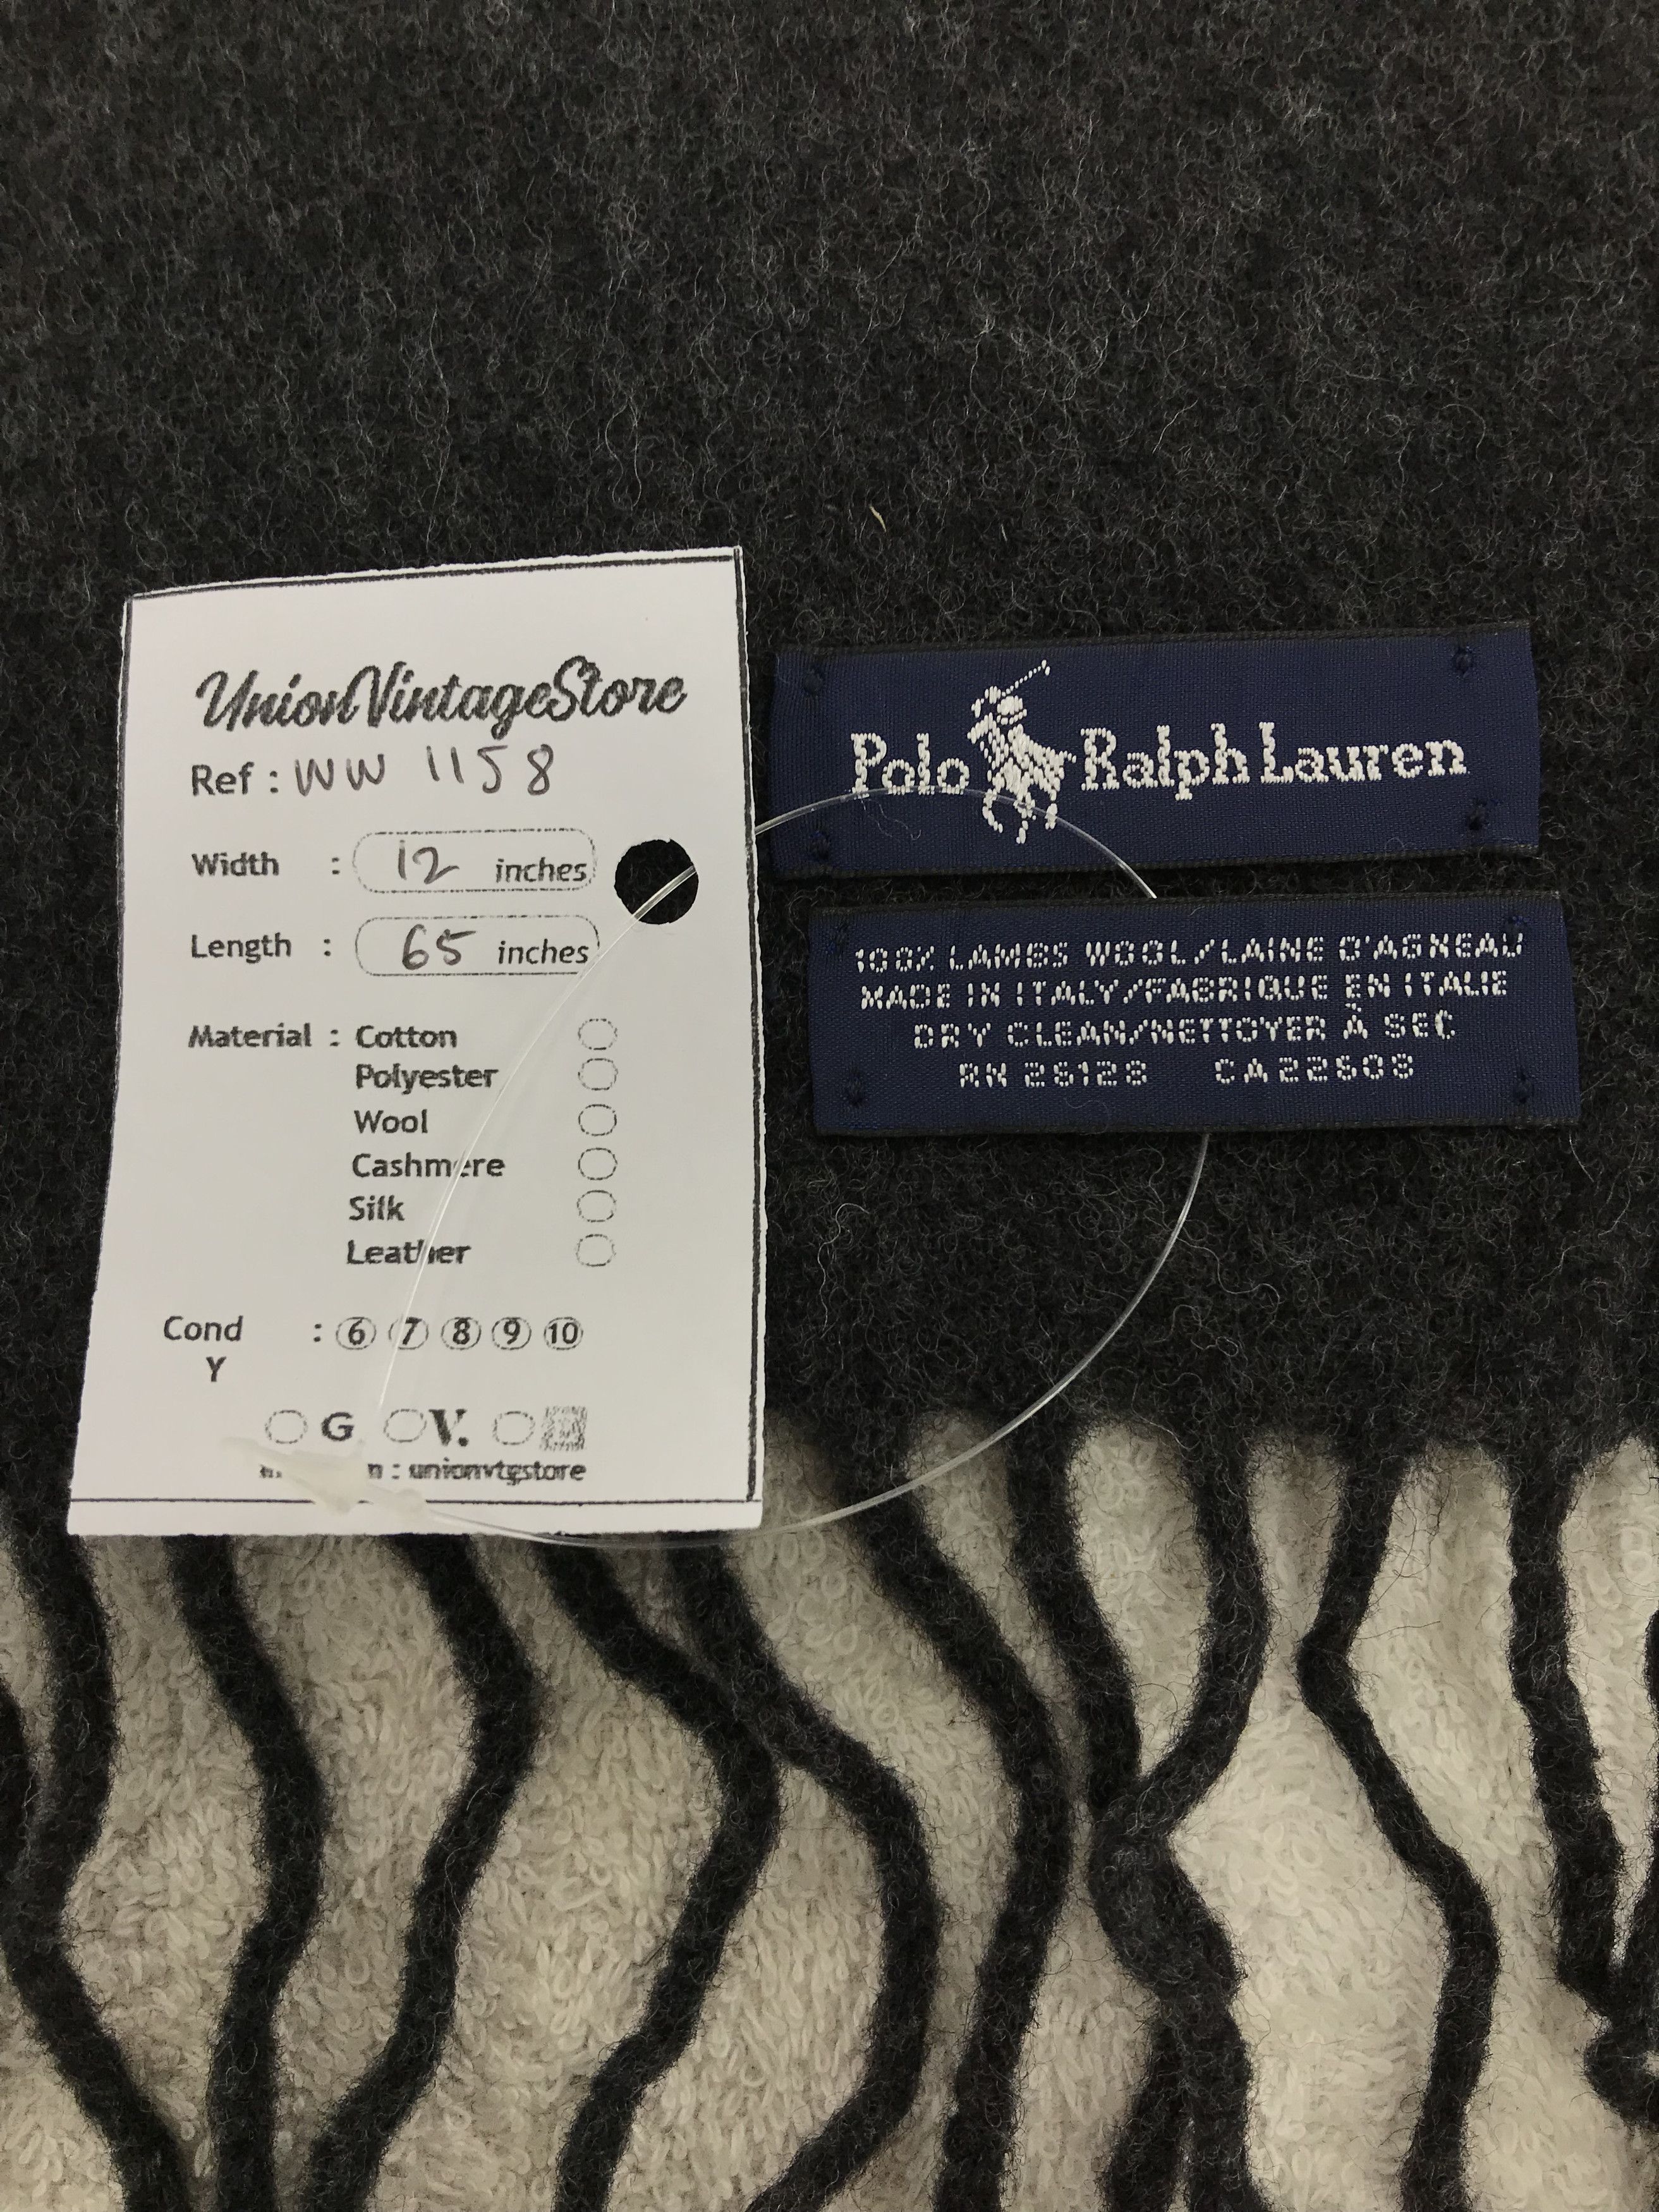 UnionVintageStore
Ref : WW 1158
Width : 12 inches
Length : 65 inches
Material : Cotton
Polyester
Wool
Cashmere
Silk
Leather
Cond : 6 7 8 9 10
Y
G V.
: unionvtgstore
Polo Ralph Lauren
100% LAMBS WOOL/LAINE D'AGNEAU
MADE IN ITALY/FABRIQUE EN ITALIE
DRY CLEAN/NETTOYER À SEC
RN 26128 CA 22608